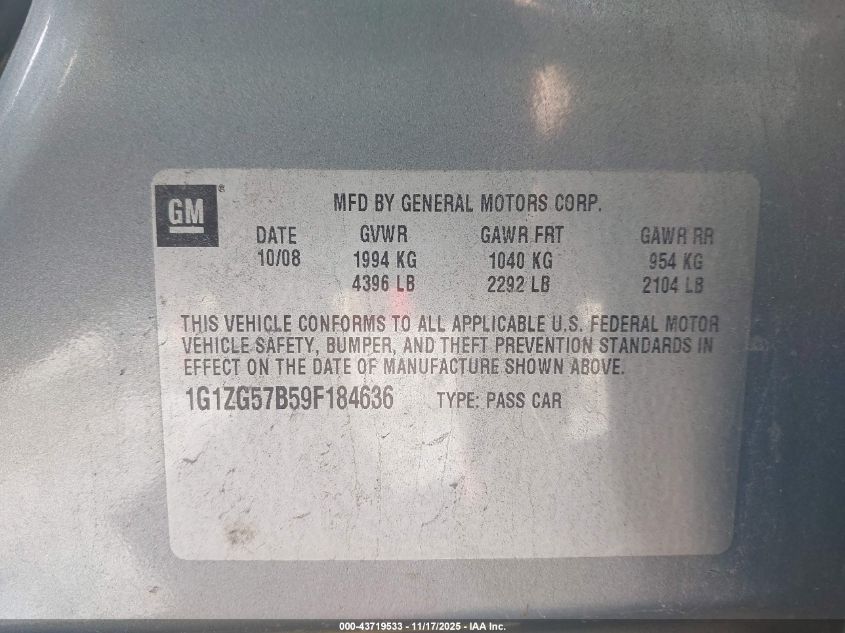 GM ®
MFD BY GENERAL MOTORS CORP.
DATE GVWR GAWR FRT GAWR RR
10/08 1994 KG 1040 KG 954 KG
4396 LB 2292 LB 2104 LB
THIS VEHICLE CONFORMS TO ALL APPLICABLE U.S. FEDERAL MOTOR
VEHICLE SAFETY, BUMPER, AND THEFT PREVENTION STANDARDS IN
EFFECT ON THE DATE OF MANUFACTURE SHOWN ABOVE.
1G1ZG57B59F184636 TYPE: PASS CAR
000-43719533 - 11/17/2025 - IAA Inc.